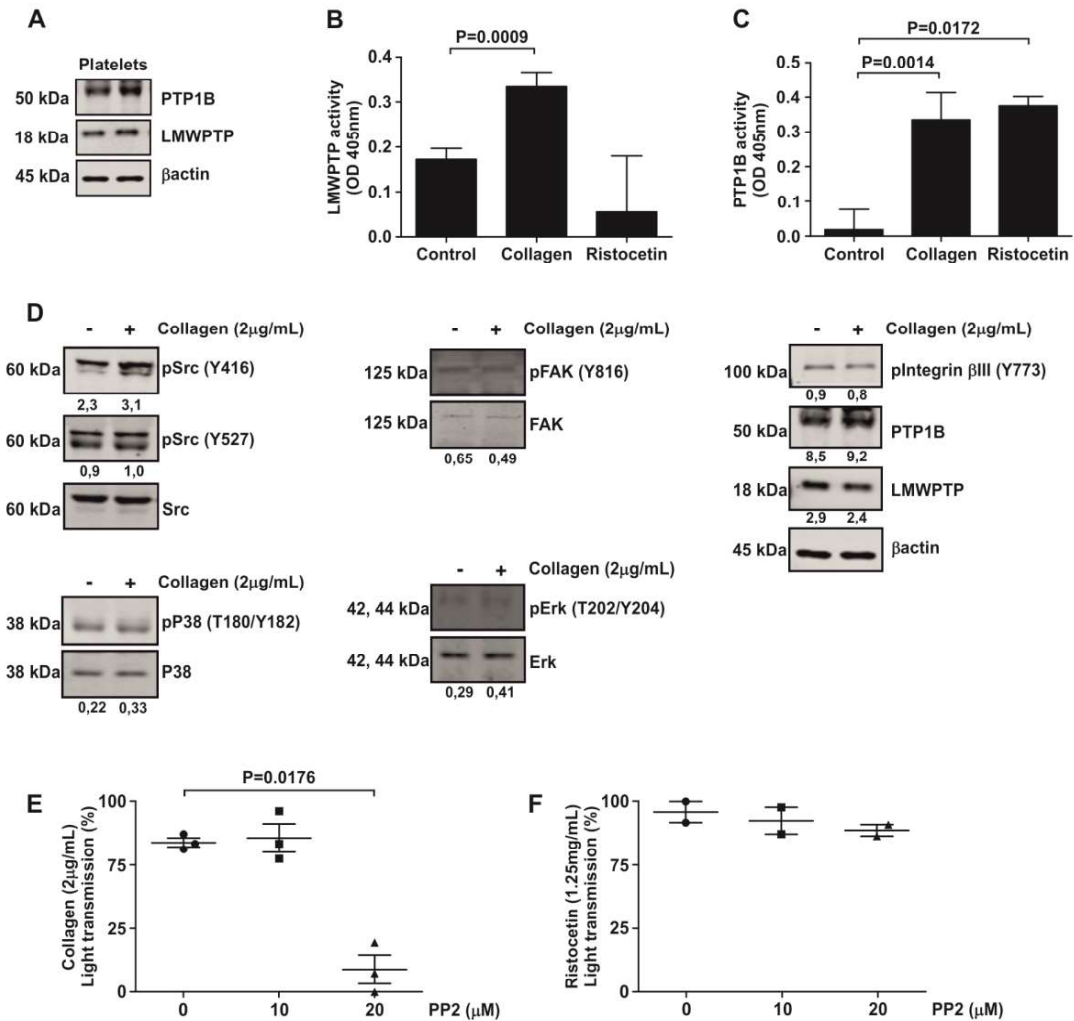 A
Platelets
50 kDa PTP1B
18 kDa LMWPTP
45 kDa βactin
B
P=0.0009
LMWPTP activity
(OD 405nm)
0.4
0.3
0.2
0.1
0.0
Control Collagen Ristocetin
C
P=0.0172
P=0.0014
PTP1B activity
(OD 405nm)
0.5
0.4
0.3
0.2
0.1
0.0
Control Collagen Ristocetin
D
- + Collagen (2μg/mL)
60 kDa pSrc (Y416)
2,3 3,1
60 kDa pSrc (Y527)
0,9 1,0
60 kDa Src
- + Collagen (2μg/mL)
125 kDa pFAK (Y816)
125 kDa FAK
0,65 0,49
- + Collagen (2μg/mL)
100 kDa pIntegrin βIII (Y773)
0,9 0,8
50 kDa PTP1B
8,5 9,2
18 kDa LMWPTP
2,9 2,4
45 kDa βactin
- + Collagen (2μg/mL)
38 kDa pP38 (T180/Y182)
38 kDa P38
0,22 0,33
- + Collagen (2μg/mL)
42, 44 kDa pErk (T202/Y204)
42, 44 kDa Erk
0,29 0,41
E
P=0.0176
Collagen (2μg/mL)
Light transmission (%)
100
75
25
0
0 10 20 PP2 (μM)
F
Ristocetin (1.25mg/mL)
Light transmission (%)
100
75
25
0
0 10 20 PP2 (μM)